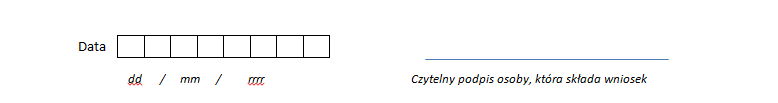 Data
dd / mm / rrrr Czytelny podpis osoby, która składa wniosek